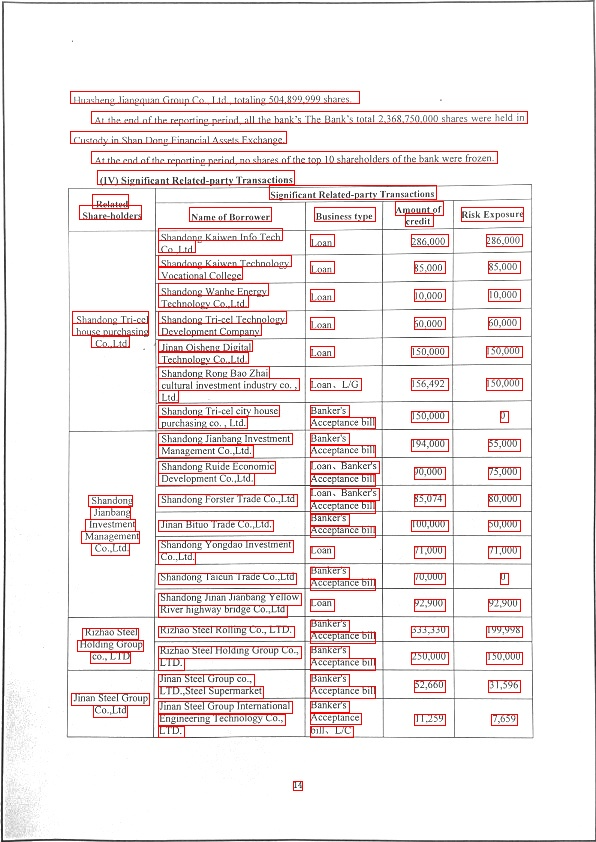 Huasheng Jiangquan Group Co., Ltd., totaling 504,899,999 shares.
At the end of the reporting period, all the bank's The Bank's total 2,368,750,000 shares were held in
Custody in Shan Dong Financial Assets Exchange.
At the end of the reporting period, no shares of the top 10 shareholders of the bank were frozen.
(IV) Significant Related-party Transactions
Related
Share-holders
Significant Related-party Transactions
Name of Borrower
Business type
Amount of
credit
Risk Exposure
Shandong Tri-cel
house purchasing
Co.,Ltd.
Shandong Kaiwen Info Tech
Co.,Ltd.
Loan
286,000
286,000
Shandong Kaiwen Technology
Vocational College
Loan
85,000
85,000
Shandong Wanhe Energy
Technology Co.,Ltd.
Loan
10,000
10,000
Shandong Tri-cel Technology
Development Company
Loan
60,000
60,000
Jinan Qisheng Digital
Technology Co.,Ltd.
Loan
150,000
150,000
Shandong Rong Bao Zhai
cultural investment industry co. ,
Ltd.
Loan、L/G
156,492
150,000
Shandong Tri-cel city house
purchasing co. , Ltd.
Banker's
Acceptance bill
150,000
0
Shandong
Jianbang
Investment
Management
Co.,Ltd.
Shandong Jianbang Investment
Management Co.,Ltd.
Banker's
Acceptance bill
194,000
55,000
Shandong Ruide Economic
Development Co.,Ltd.
Loan、Banker's
Acceptance bill
90,000
75,000
Shandong Forster Trade Co.,Ltd
Loan、Banker's
Acceptance bill
85,074
80,000
Jinan Bituo Trade Co.,Ltd.
Banker's
Acceptance bill
100,000
50,000
Shandong Yongdao Investment
Co.,Ltd.
Loan
71,000
71,000
Shandong Taicun Trade Co.,Ltd
Banker's
Acceptance bill
70,000
0
Shandong Jinan Jianbang Yellow
River highway bridge Co.,Ltd
Loan
92,900
92,900
Rizhao Steel
Holding Group
co., LTD
Rizhao Steel Rolling Co., LTD.
Banker's
Acceptance bill
333,330
199,998
Rizhao Steel Holding Group Co.,
LTD.
Banker's
Acceptance bill
250,000
150,000
Jinan Steel Group
Co.,Ltd
Jinan Steel Group co.,
LTD.,Steel Supermarket
Banker's
Acceptance bill
52,660
31,596
Jinan Steel Group International
Engineering Technology Co.,
LTD.
Banker's
Acceptance
bill、L/C
11,259
7,659
14